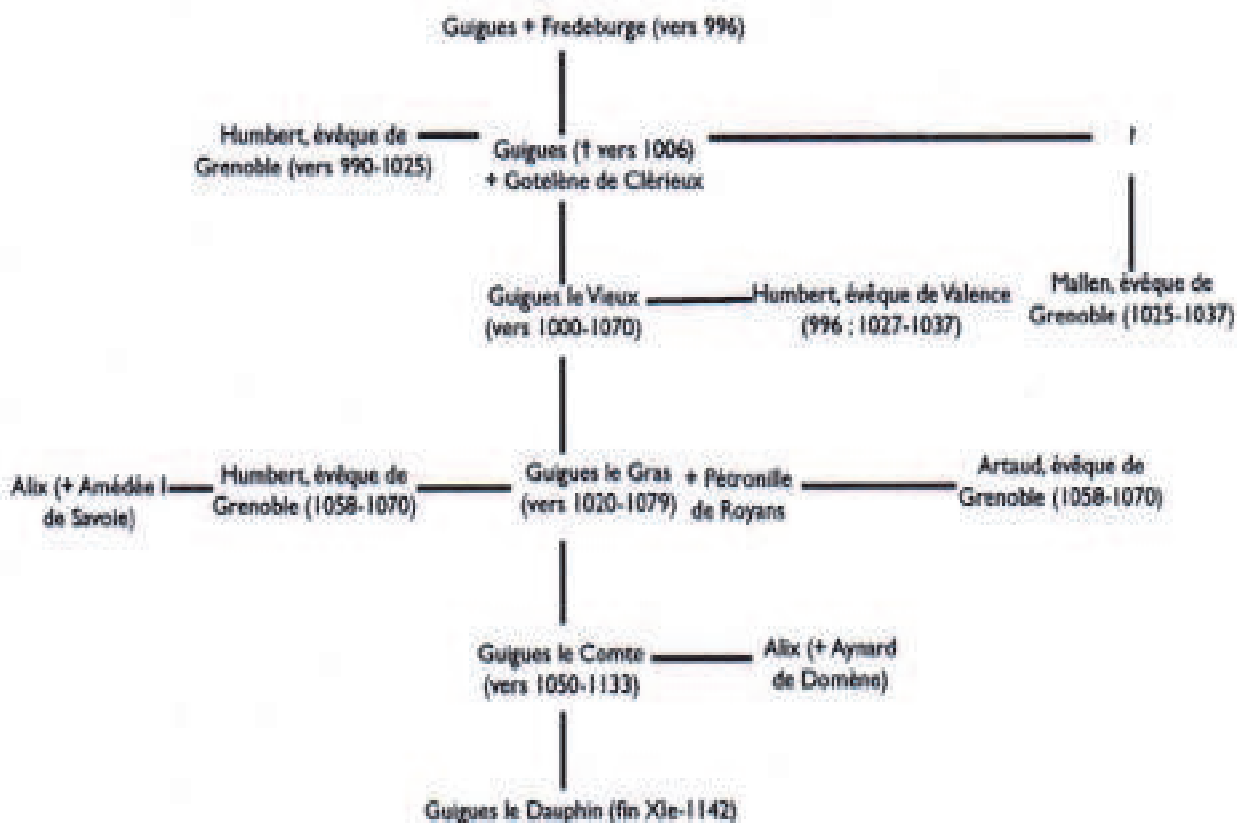 Guigues + Fredeburge (vers 996)
Humbert, évêque de
Grenoble (vers 990-1025)
Guigues († vers 1006)
+ Gotelène de Clérieux
?
Guigues le Vieux
(vers 1000-1070)
Humbert, évêque de Valence
(996 ; 1027-1037)
Mallen, évêque de
Grenoble (1025-1037)
Alix (+ Amédée I
de Savoie)
Humbert, évêque de
Grenoble (1058-1070)
Guigues le Gras
(vers 1020-1079)
+ Pétronille
de Royans
Artaud, évêque de
Grenoble (1058-1070)
Guigues le Comte
(vers 1050-1133)
Alix (+ Aynard
de Domène)
Guigues le Dauphin (fin XIe-1142)